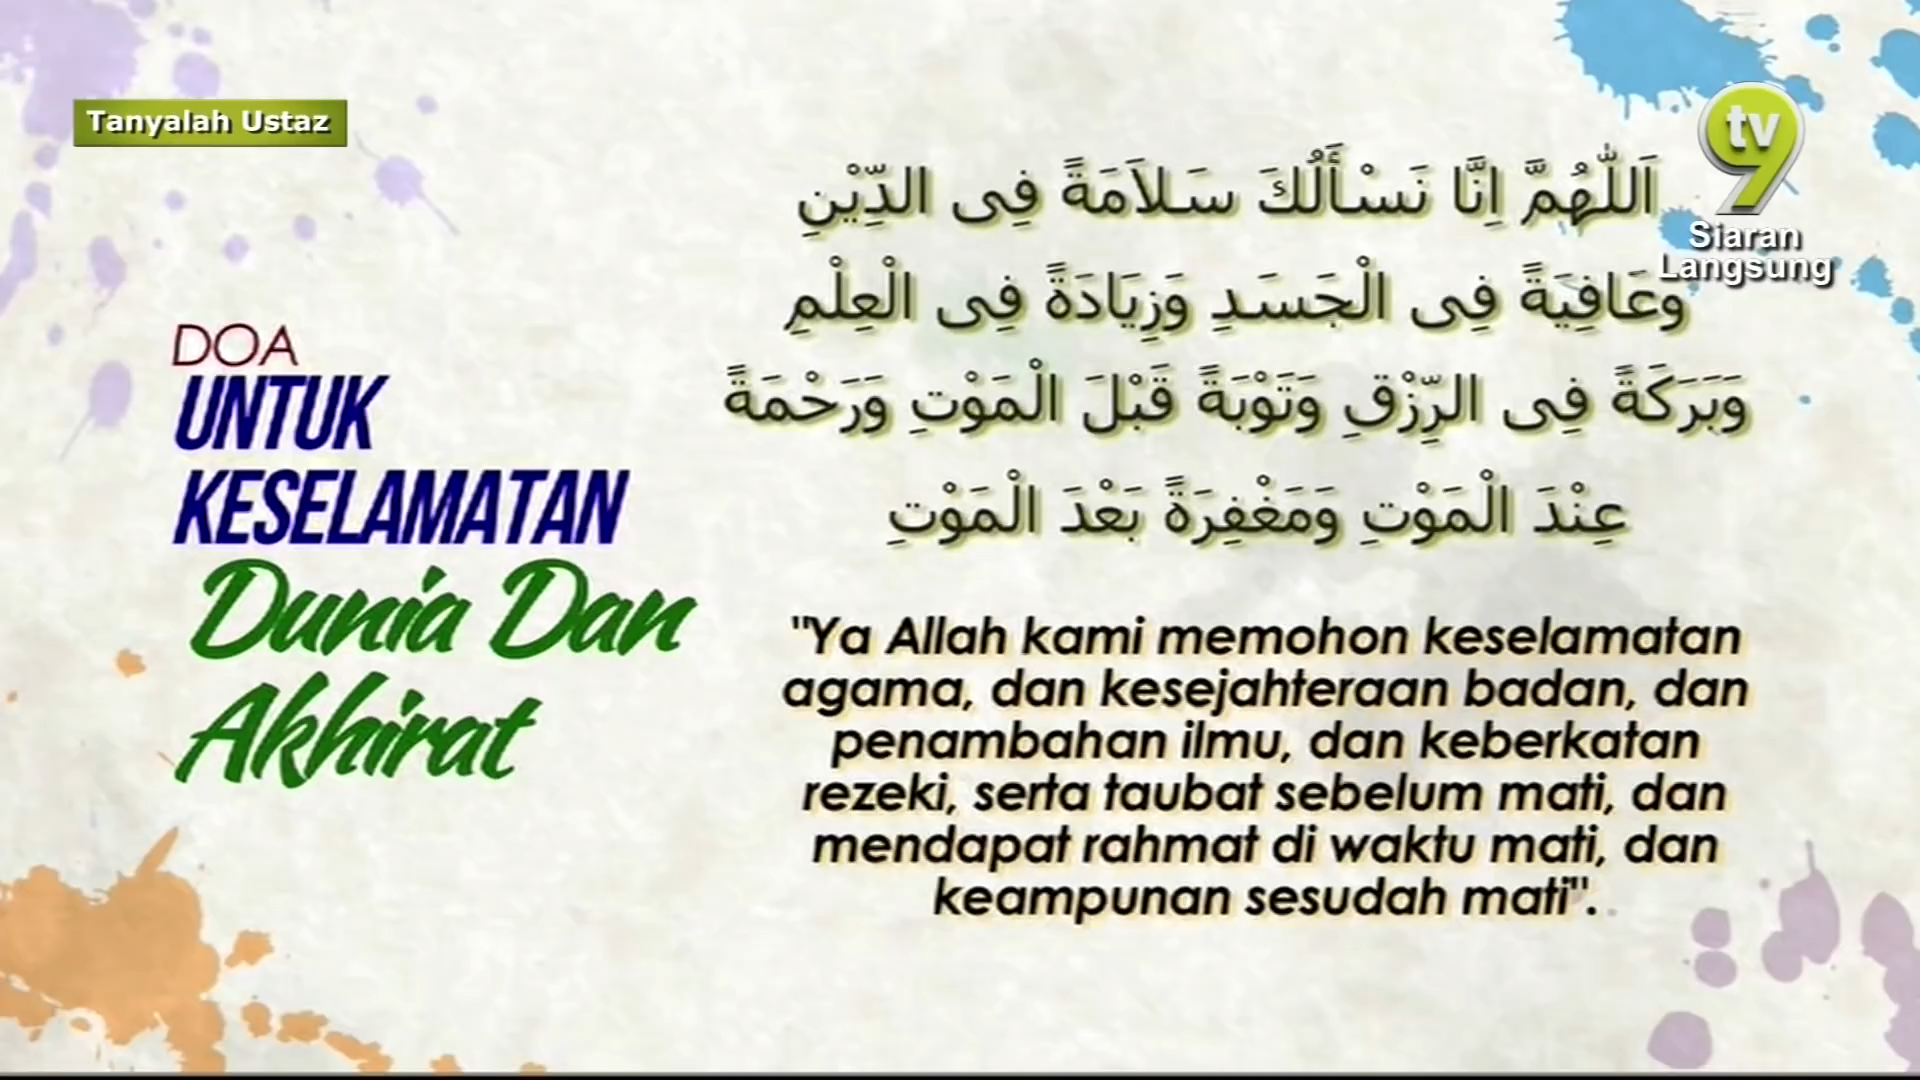 Tanyalah Ustaz
tv9
Siaran
Langsung
DOA
UNTUK
KESELAMATAN
Dunia Dan
Akhirat
اَللّٰهُمَّ اِنَّا نَسْأَلُكَ سَلاَمَةً فِى الدِّيْنِ
وَعَافِيَةً فِى الْجَسَدِ وَزِيَادَةً فِى الْعِلْمِ
وَبَرَكَةً فِى الرِّزْقِ وَتَوْبَةً قَبْلَ الْمَوْتِ وَرَحْمَةً
عِنْدَ الْمَوْتِ وَمَغْفِرَةً بَعْدَ الْمَوْتِ
"Ya Allah kami memohon keselamatan
agama, dan kesejahteraan badan, dan
penambahan ilmu, dan keberkatan
rezeki, serta taubat sebelum mati, dan
mendapat rahmat di waktu mati, dan
keampunan sesudah mati".